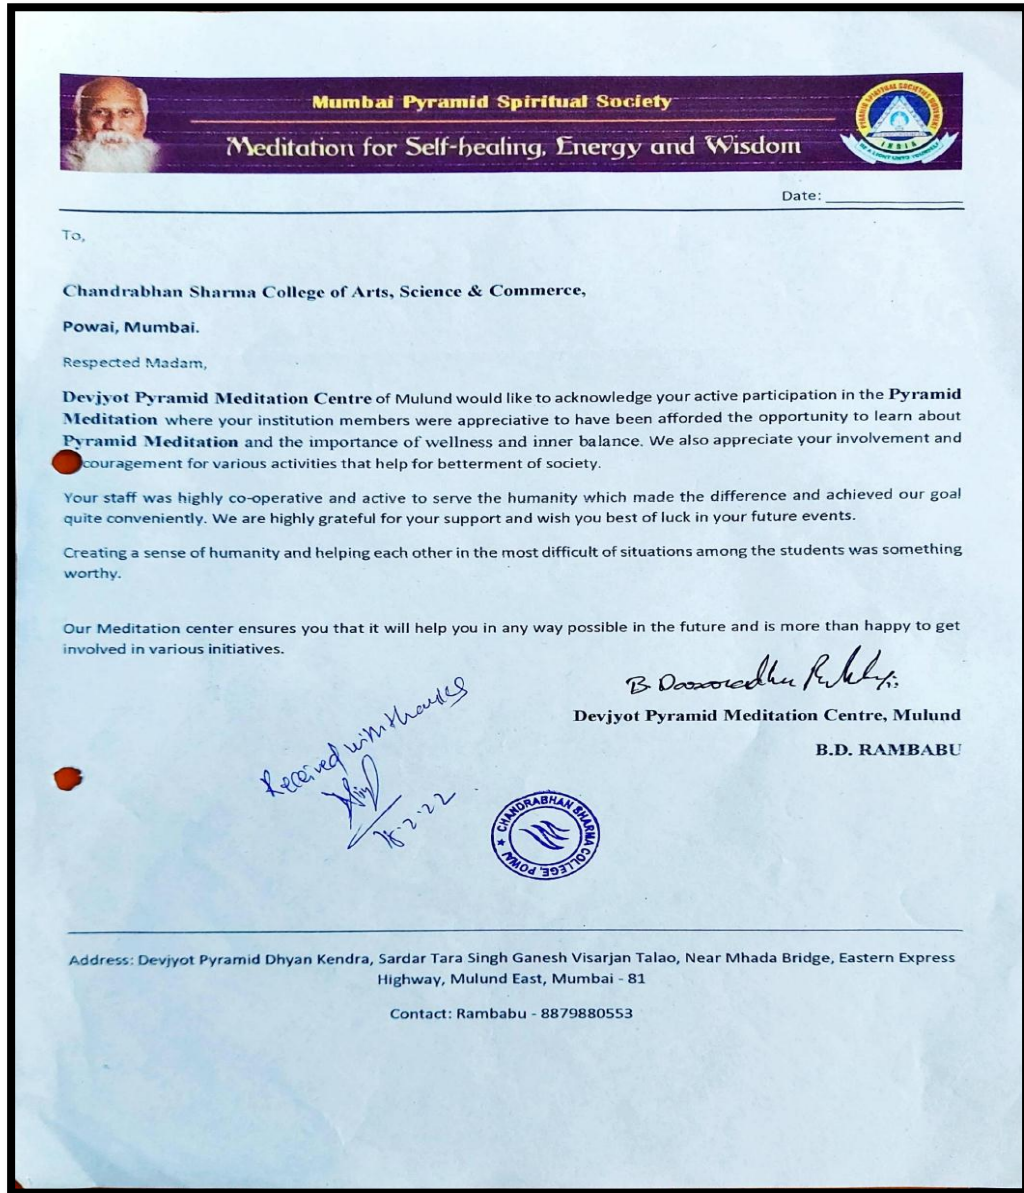 Mumbai Pyramid Spiritual Society
Meditation for Self-healing, Energy and Wisdom
PYRAMID SPIRITUAL SOCIETIES MOVEMENT
INDIA
BE A LIGHT UNTO YOURSELF
Date:
To,
Chandrabhan Sharma College of Arts, Science & Commerce,
Powai, Mumbai.
Respected Madam,
Devjyot Pyramid Meditation Centre of Mulund would like to acknowledge your active participation in the Pyramid
Meditation where your institution members were appreciative to have been afforded the opportunity to learn about
Pyramid Meditation and the importance of wellness and inner balance. We also appreciate your involvement and
couragement for various activities that help for betterment of society.
Your staff was highly co-operative and active to serve the humanity which made the difference and achieved our goal
quite conveniently. We are highly grateful for your support and wish you best of luck in your future events.
Creating a sense of humanity and helping each other in the most difficult of situations among the students was something
worthy.
Our Meditation center ensures you that it will help you in any way possible in the future and is more than happy to get
involved in various initiatives.
Devjyot Pyramid Meditation Centre, Mulund
B.D. RAMBABU
Received with thanks
CHANDRABHAN SHARMA COLLEGE, POWAI ★
Address: Devjyot Pyramid Dhyan Kendra, Sardar Tara Singh Ganesh Visarjan Talao, Near Mhada Bridge, Eastern Express
Highway, Mulund East, Mumbai - 81
Contact: Rambabu - 8879880553